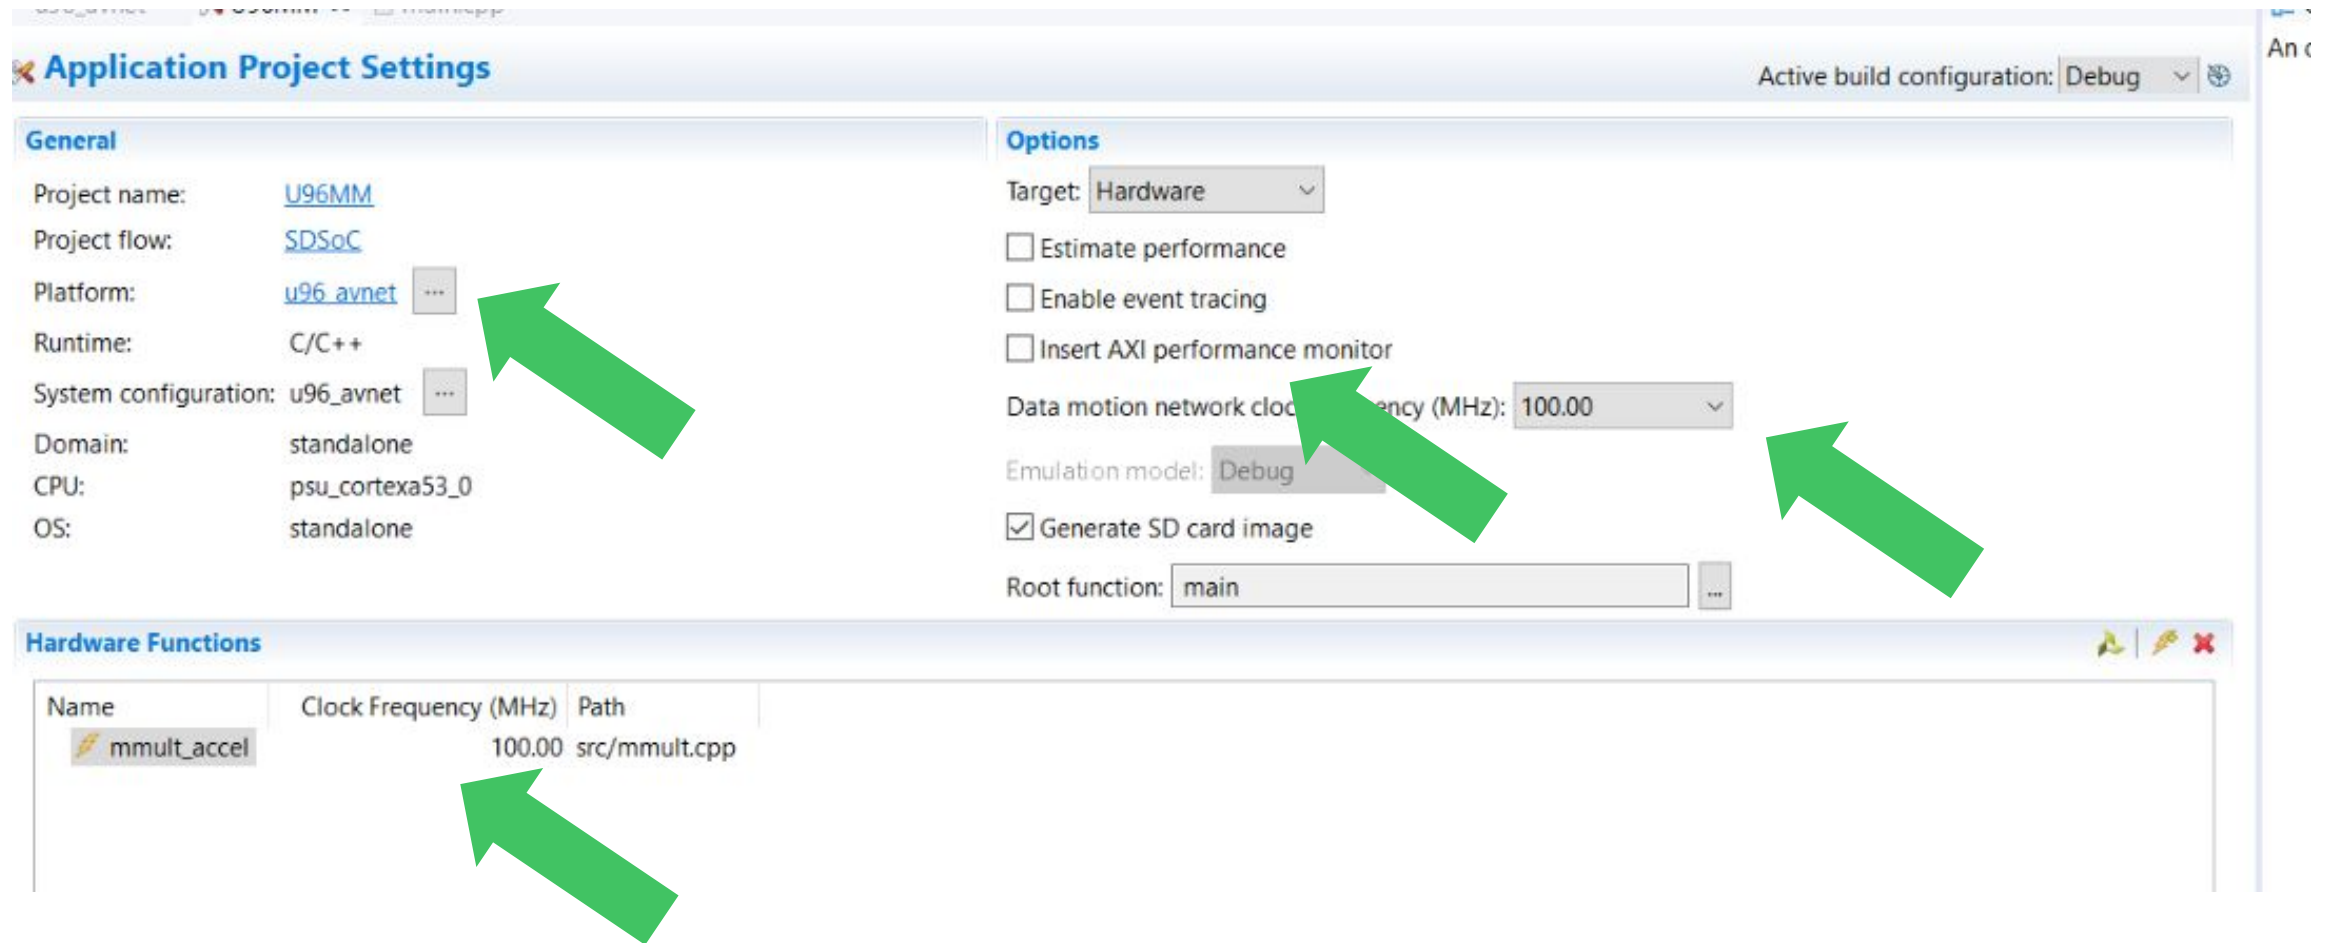 Application Project Settings
Active build configuration: Debug
General
Project name: U96MM
Project flow: SDSoC
Platform: u96_avnet ...
Runtime: C/C++
System configuration: u96_avnet ...
Domain: standalone
CPU: psu_cortexa53_0
OS: standalone
Options
Target: Hardware
Estimate performance
Enable event tracing
Insert AXI performance monitor
Data motion network (MHz): 100.00
Emulation model: Debug
Generate SD card image
Root function: main ...
Hardware Functions
Name Clock Frequency (MHz) Path
mmult_accel 100.00 src/mmult.cpp
An